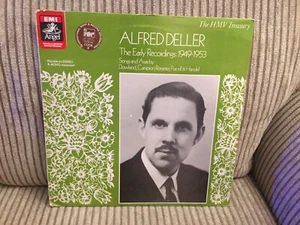 EMI
Angel
The HMV Treasury
ALFRED DELLER
The Early Recordings 1949-1953
Songs and Arias by
Dowland, Campion, Rosseter, Purcell & Handel